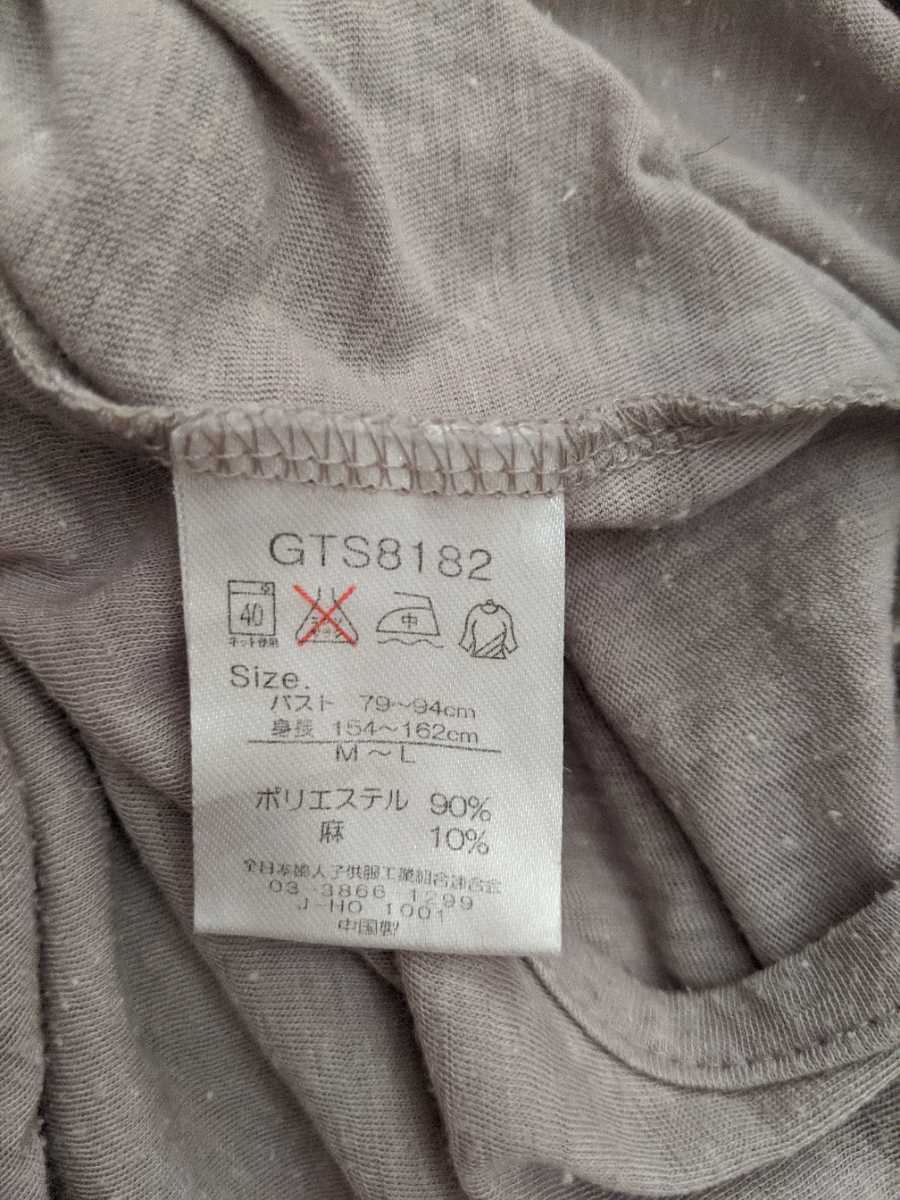 GTS8182
40
ネット使用
中
Size.
バスト 79～94cm
身長 154～162cm
M～L
ポリエステル 90%
麻 10%
全日本婦人子供服工業組合連合会
03-3866-1299
J-HO 1001
中国製